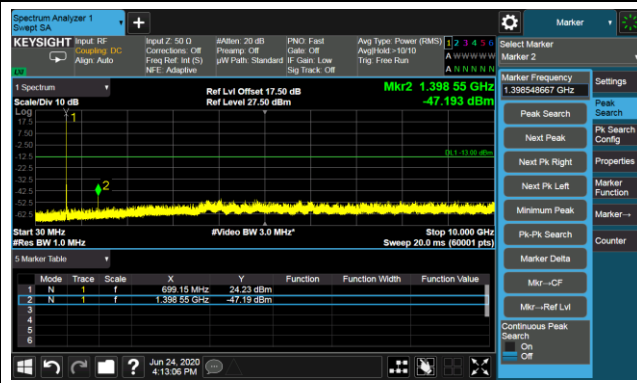 Spectrum Analyzer 1
Swept SA
+
Marker
KEYSIGHT
Input: RF
Coupling: DC
Align: Auto
Input Z: 50 Ω
Corrections: Off
Freq Ref: Int (S)
NFE: Adaptive
#Atten: 20 dB
Preamp: Off
µW Path: Standard
PNO: Fast
Gate: Off
IF Gain: Low
Sig Track: Off
Avg Type: Power (RMS)
Avg|Hold:>10/10
Trig: Free Run
1 2 3 4 5 6
A W W W W W
A N N N N N
Select Marker
Marker 2
1 Spectrum
Scale/Div 10 dB
Ref Lvl Offset 17.50 dB
Ref Level 27.50 dBm
Mkr2 1.398 55 GHz
-47.193 dBm
Log
17.5
7.50
-2.50
-12.5
-22.5
-32.5
-42.5
-52.5
-62.5
1
2
DL1 -13.00 dBm
Start 30 MHz
#Res BW 1.0 MHz
#Video BW 3.0 MHz*
Stop 10.000 GHz
Sweep 20.0 ms (60001 pts)
5 Marker Table
Mode Trace Scale X Y Function Function Width Function Value
1 N 1 f 699.15 MHz 24.23 dBm
2 N 1 f 1.398 55 GHz -47.19 dBm
3
4
5
6
Marker Frequency
1.398548667 GHz
Peak Search
Next Peak
Next Pk Right
Next Pk Left
Minimum Peak
Pk-Pk Search
Marker Delta
Mkr→CF
Mkr→Ref Lvl
Continuous Peak
Search
On
Off
Settings
Peak
Search
Pk Search
Config
Properties
Marker
Function
Marker→
Counter
?
Jun 24, 2020
4:13:06 PM